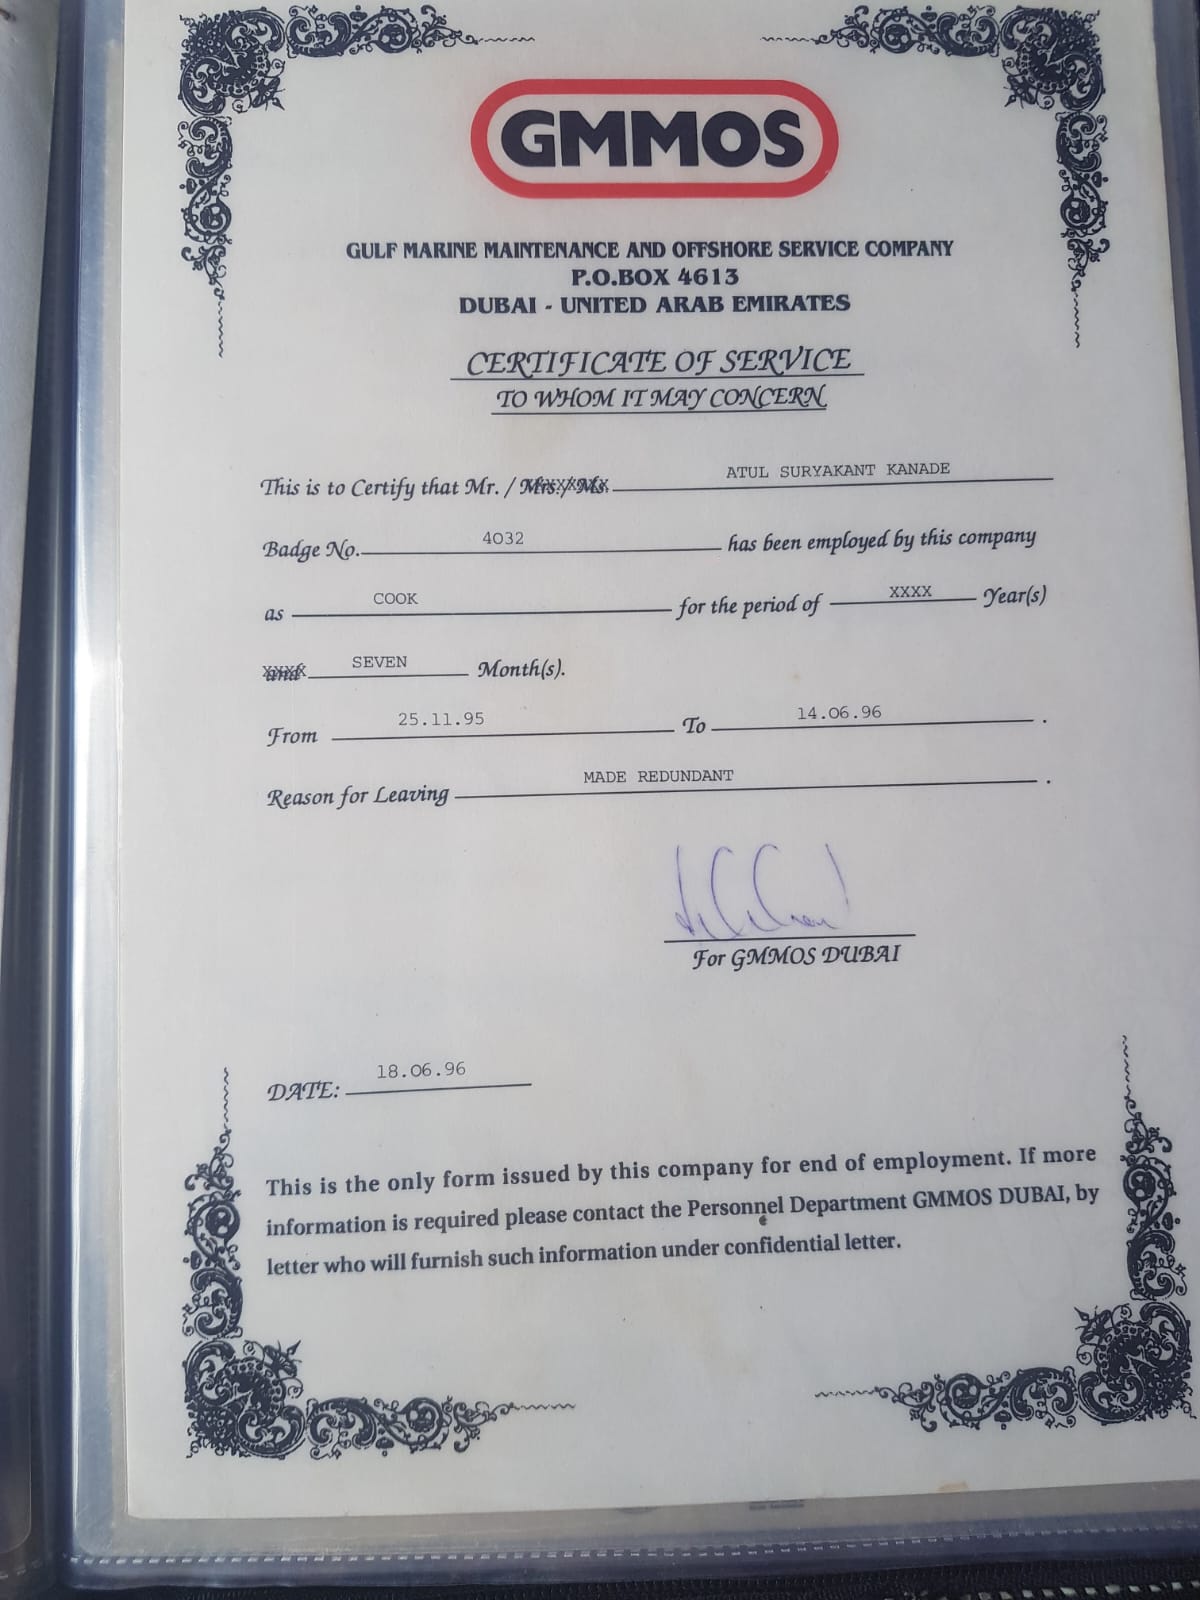 GMMOS
GULF MARINE MAINTENANCE AND OFFSHORE SERVICE COMPANY
P.O.BOX 4613
DUBAI - UNITED ARAB EMIRATES
CERTIFICATE OF SERVICE
TO WHOM IT MAY CONCERN
This is to Certify that Mr. / Mrs./Ms. ATUL SURYAKANT KANADE
Badge No. 4032 has been employed by this company
as COOK for the period of XXXX Year(s)
and SEVEN Month(s).
From 25.11.95 To 14.06.96 .
Reason for Leaving MADE REDUNDANT .
For GMMOS DUBAI
DATE: 18.06.96
This is the only form issued by this company for end of employment. If more
information is required please contact the Personnel Department GMMOS DUBAI, by
letter who will furnish such information under confidential letter.